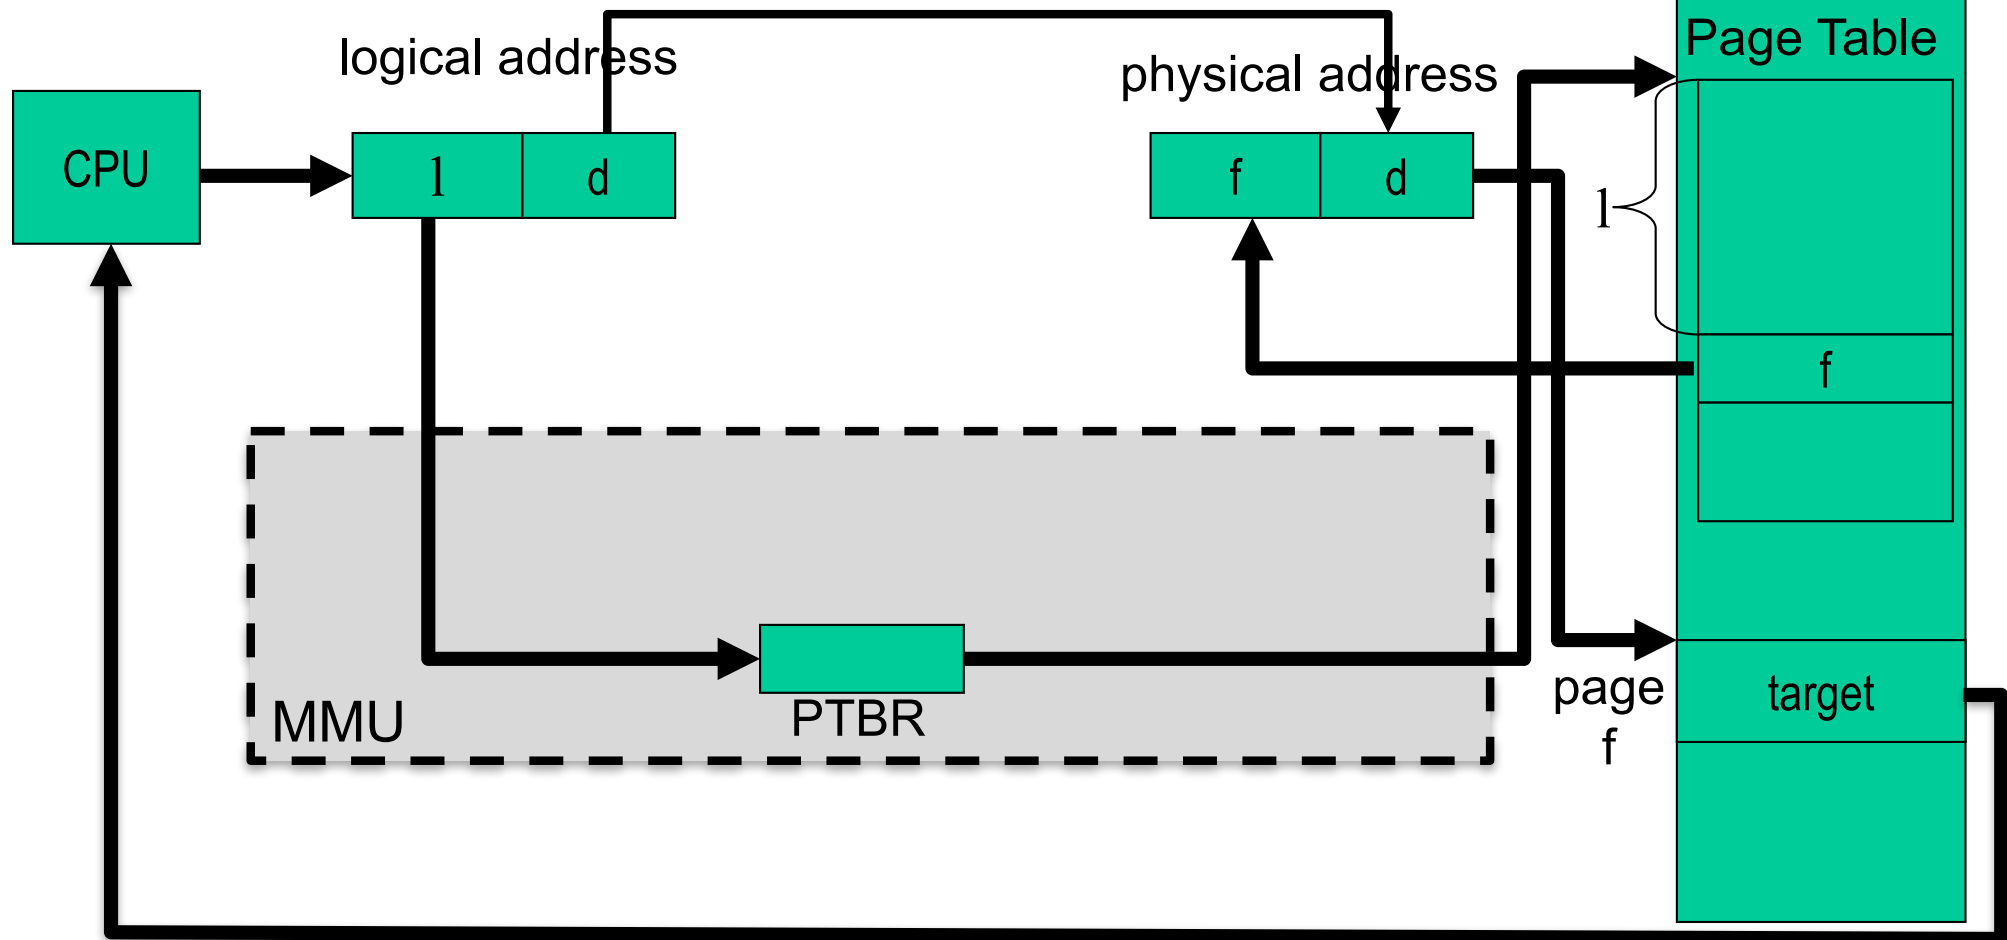 Page Table
logical address
physical address
CPU
l
d
f
d
l
f
MMU
PTBR
page
f
target